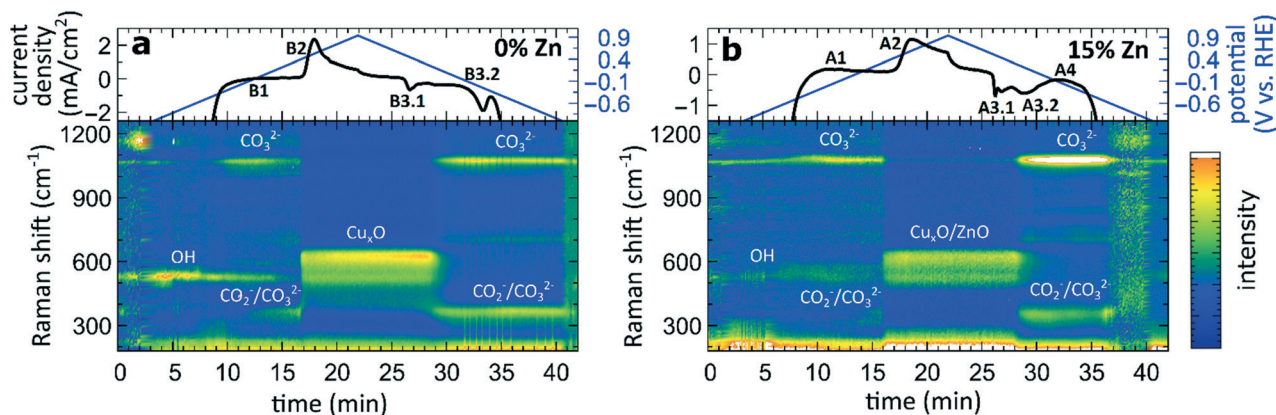 a
0% Zn
current density (mA/cm²)
2
0
−2
B1
B2
B3.1
B3.2
0.9
0.4
−0.1
−0.6
b
15% Zn
1
0
−1
A1
A2
A3.1
A3.2
A4
0.9
0.4
−0.1
−0.6
potential (V vs. RHE)
Raman shift (cm⁻¹)
1200
900
600
300
CO₃²⁻
CO₃²⁻
CuₓO
OH
CO₂⁻/CO₃²⁻
CO₂⁻/CO₃²⁻
0 5 10 15 20 25 30 35 40
time (min)
Raman shift (cm⁻¹)
1200
900
600
300
CO₃²⁻
CO₃²⁻
CuₓO/ZnO
OH
CO₂⁻/CO₃²⁻
CO₂⁻/CO₃²⁻
0 5 10 15 20 25 30 35 40
time (min)
intensity